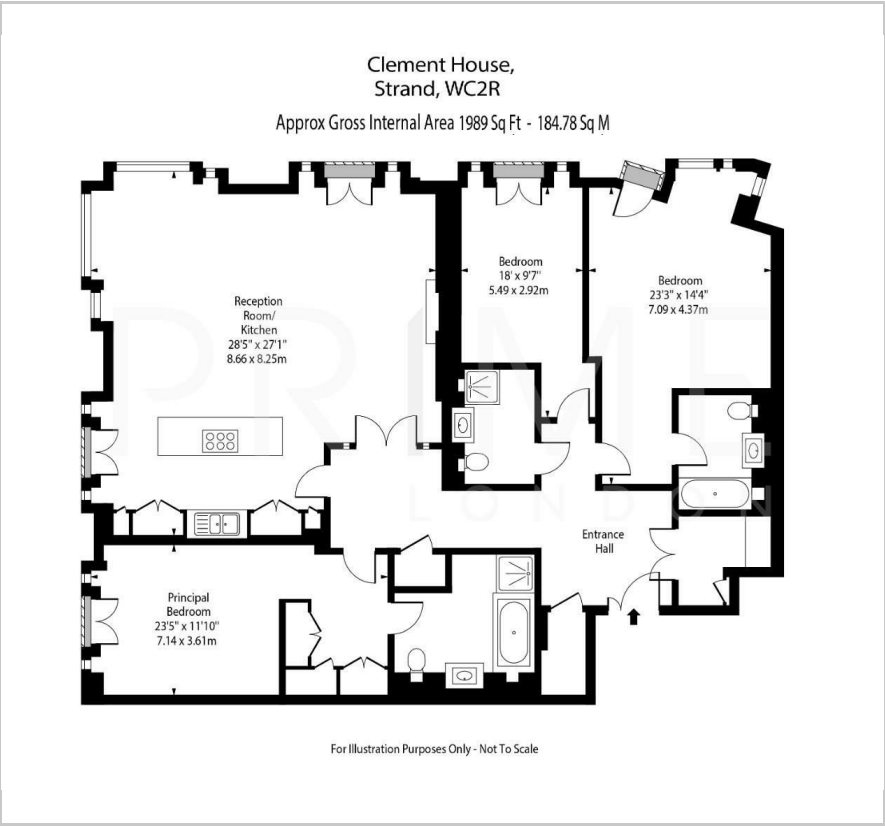 Clement House,
Strand, WC2R
Approx Gross Internal Area 1989 Sq Ft - 184.78 Sq M
Bedroom
18' x 9'7"
5.49 x 2.92m
Bedroom
23'3" x 14'4"
7.09 x 4.37m
Reception
Room/
Kitchen
28'5" x 27'1"
8.66 x 8.25m
PRIME
LONDON
Entrance
Hall
Principal
Bedroom
23'5" x 11'10"
7.14 x 3.61m
For Illustration Purposes Only - Not To Scale